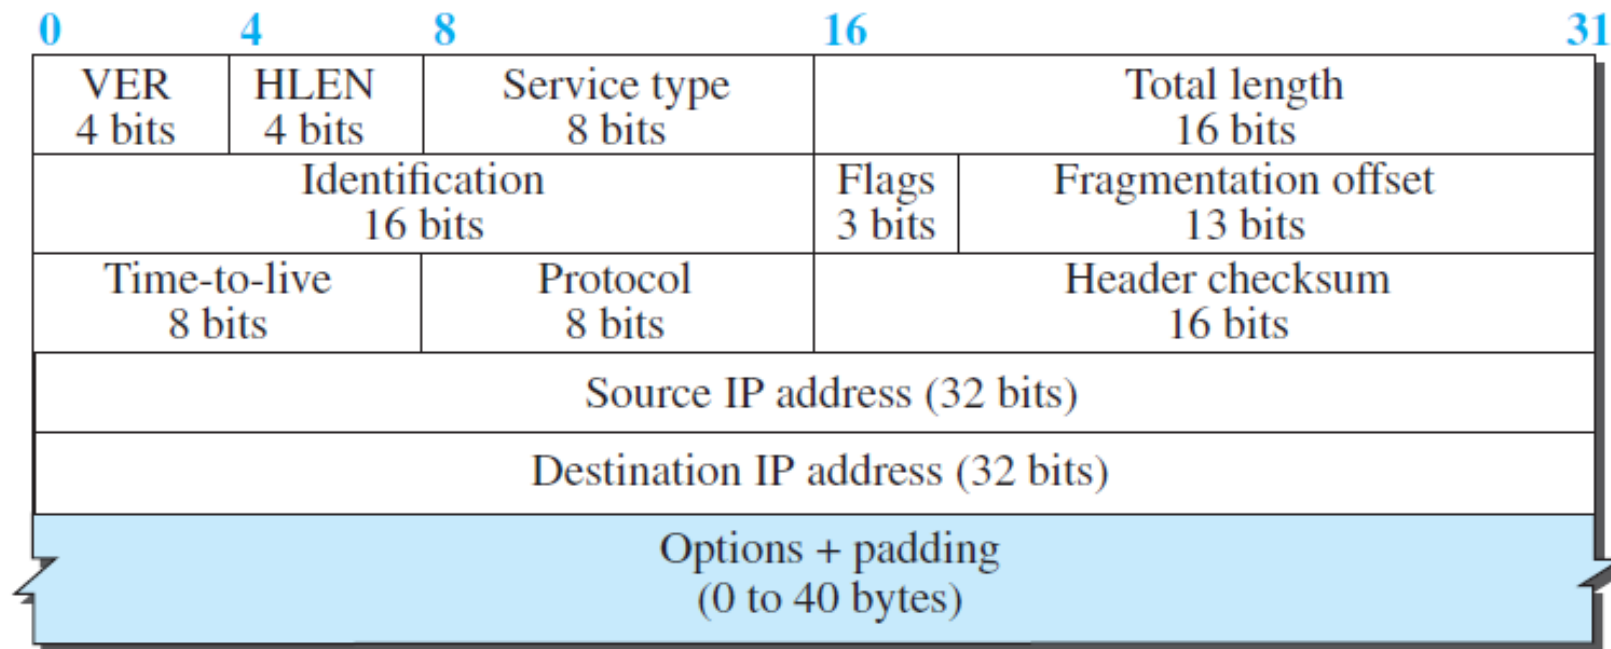 0 4 8 16 31
VER HLEN Service type Total length
4 bits 4 bits 8 bits 16 bits
Identification Flags Fragmentation offset
16 bits 3 bits 13 bits
Time-to-live Protocol Header checksum
8 bits 8 bits 16 bits
Source IP address (32 bits)
Destination IP address (32 bits)
Options + padding
(0 to 40 bytes)